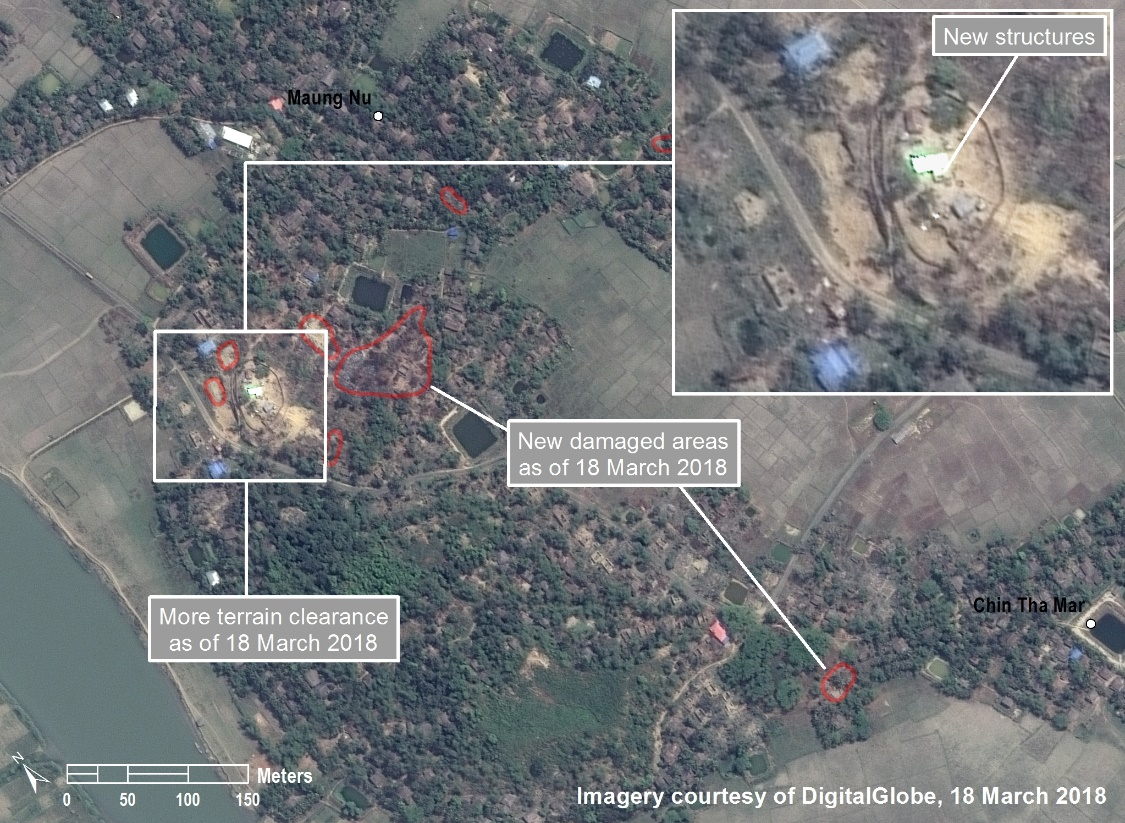 New structures
Maung Nu
New damaged areas
as of 18 March 2018
More terrain clearance
as of 18 March 2018
Chin Tha Mar
N
Meters
0 50 100 150
Imagery courtesy of DigitalGlobe, 18 March 2018